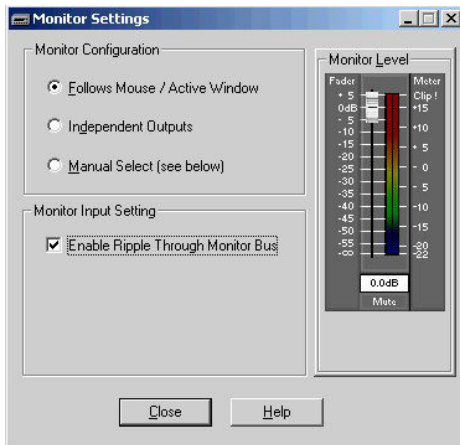 Monitor Settings
Monitor Configuration
Follows Mouse / Active Window
Independent Outputs
Manual Select (see below)
Monitor Input Setting
Enable Ripple Through Monitor Bus
Monitor Level
Fader Meter
+ 5 Clip !
0dB +15
- 5
-10 +10
-15
-20 + 5
-25 - 0
-30
-35 - 5
-40 -10
-45
-50 -15
-55 -20
-∞ -22
0.0dB
Mute
Close Help